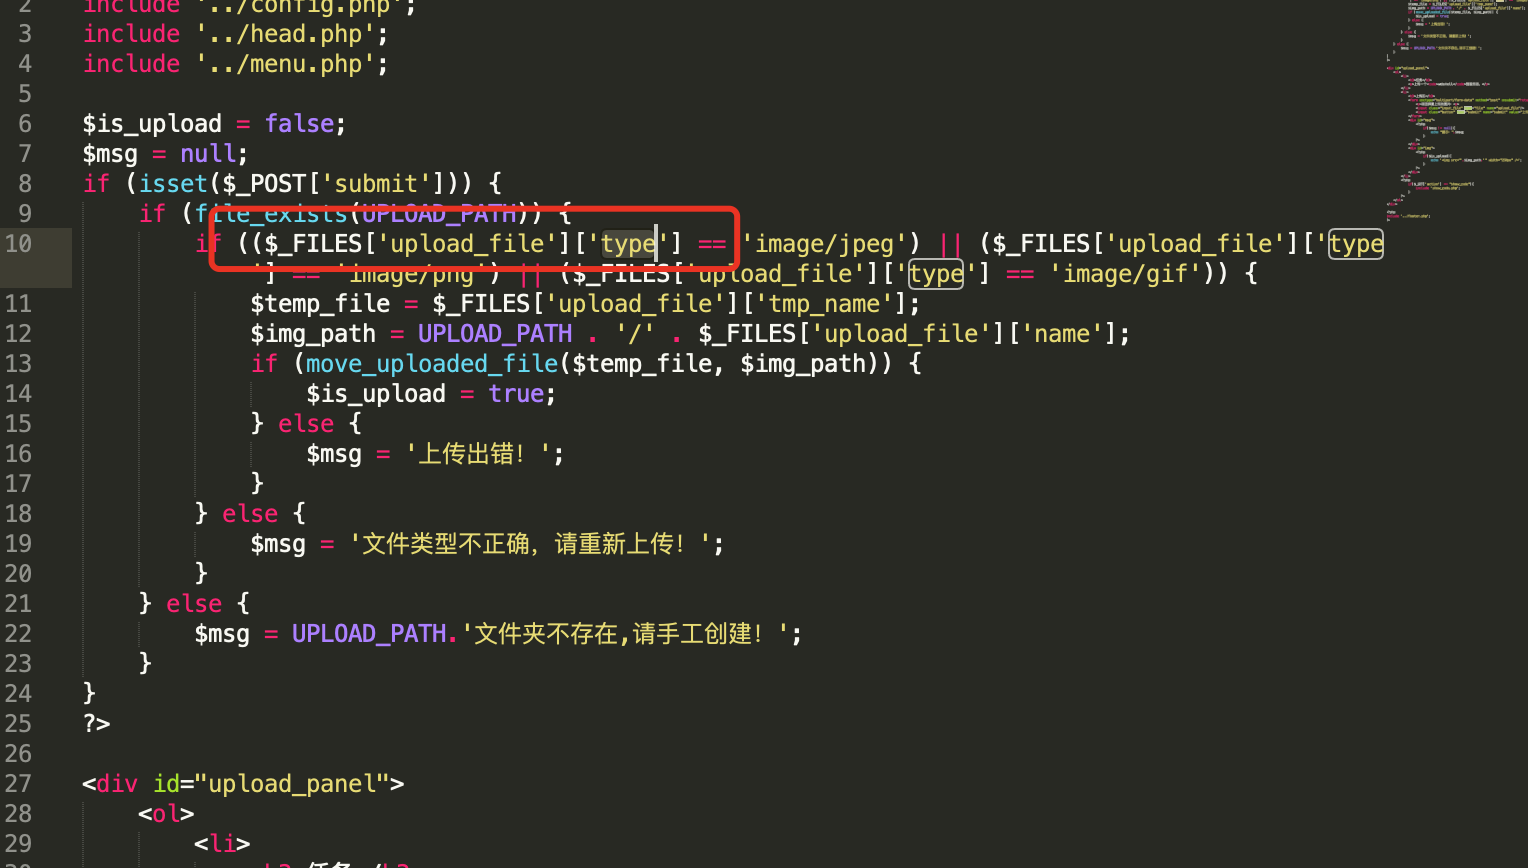 2 include '../config.php';
3 include '../head.php';
4 include '../menu.php';
5
6 $is_upload = false;
7 $msg = null;
8 if (isset($_POST['submit'])) {
9 if (file_exists(UPLOAD_PATH)) {
10 if (($_FILES['upload_file']['type'] == 'image/jpeg') || ($_FILES['upload_file']['type
'] == 'image/png') || ($_FILES['upload_file']['type'] == 'image/gif')) {
11 $temp_file = $_FILES['upload_file']['tmp_name'];
12 $img_path = UPLOAD_PATH . '/' . $_FILES['upload_file']['name'];
13 if (move_uploaded_file($temp_file, $img_path)) {
14 $is_upload = true;
15 } else {
16 $msg = '上传出错！';
17 }
18 } else {
19 $msg = '文件类型不正确，请重新上传！';
20 }
21 } else {
22 $msg = UPLOAD_PATH.'文件夹不存在,请手工创建！';
23 }
24 }
25 ?>
26
27 <div id="upload_panel">
28 <ol>
29 <li>